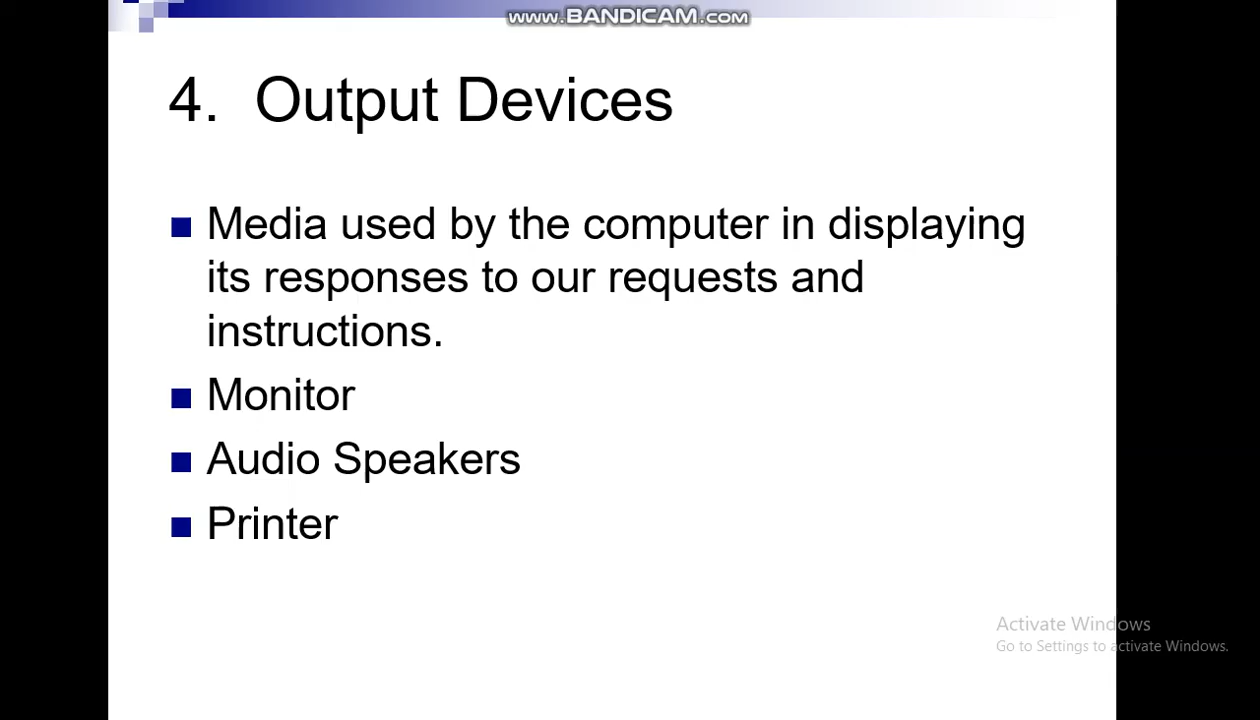 www.BANDICAM.com
4. Output Devices
Media used by the computer in displaying
its responses to our requests and
instructions.
Monitor
Audio Speakers
Printer
Activate Windows
Go to Settings to activate Windows.